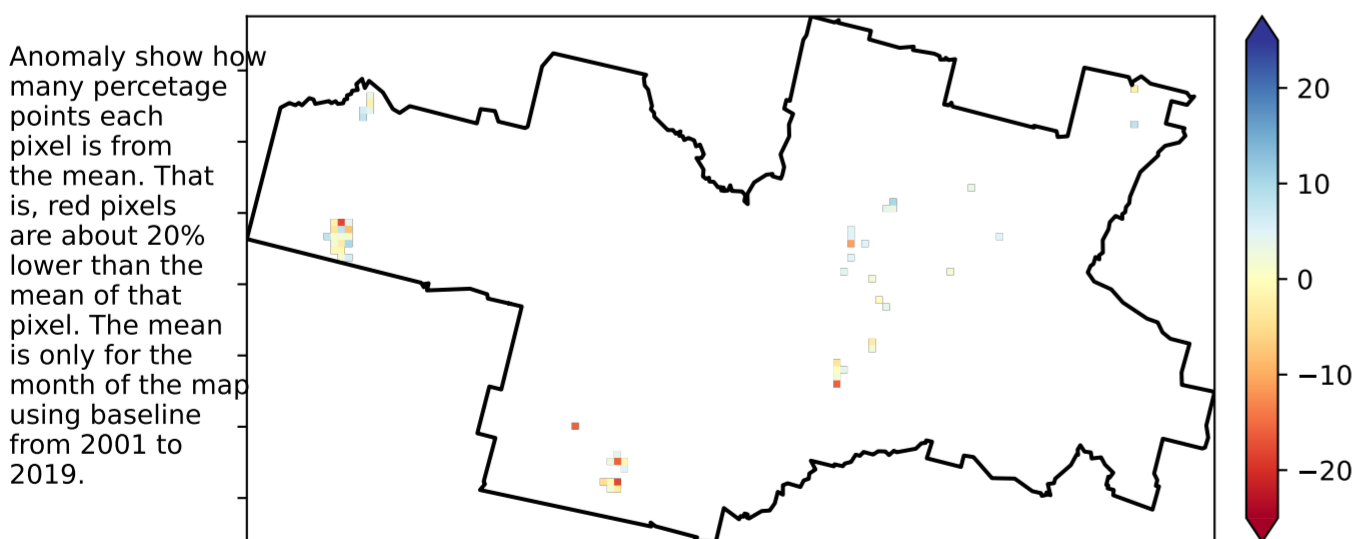 Anomaly show how
many percetage
points each
pixel is from
the mean. That
is, red pixels
are about 20%
lower than the
mean of that
pixel. The mean
is only for the
month of the map
using baseline
from 2001 to
2019.
20
10
0
−10
−20